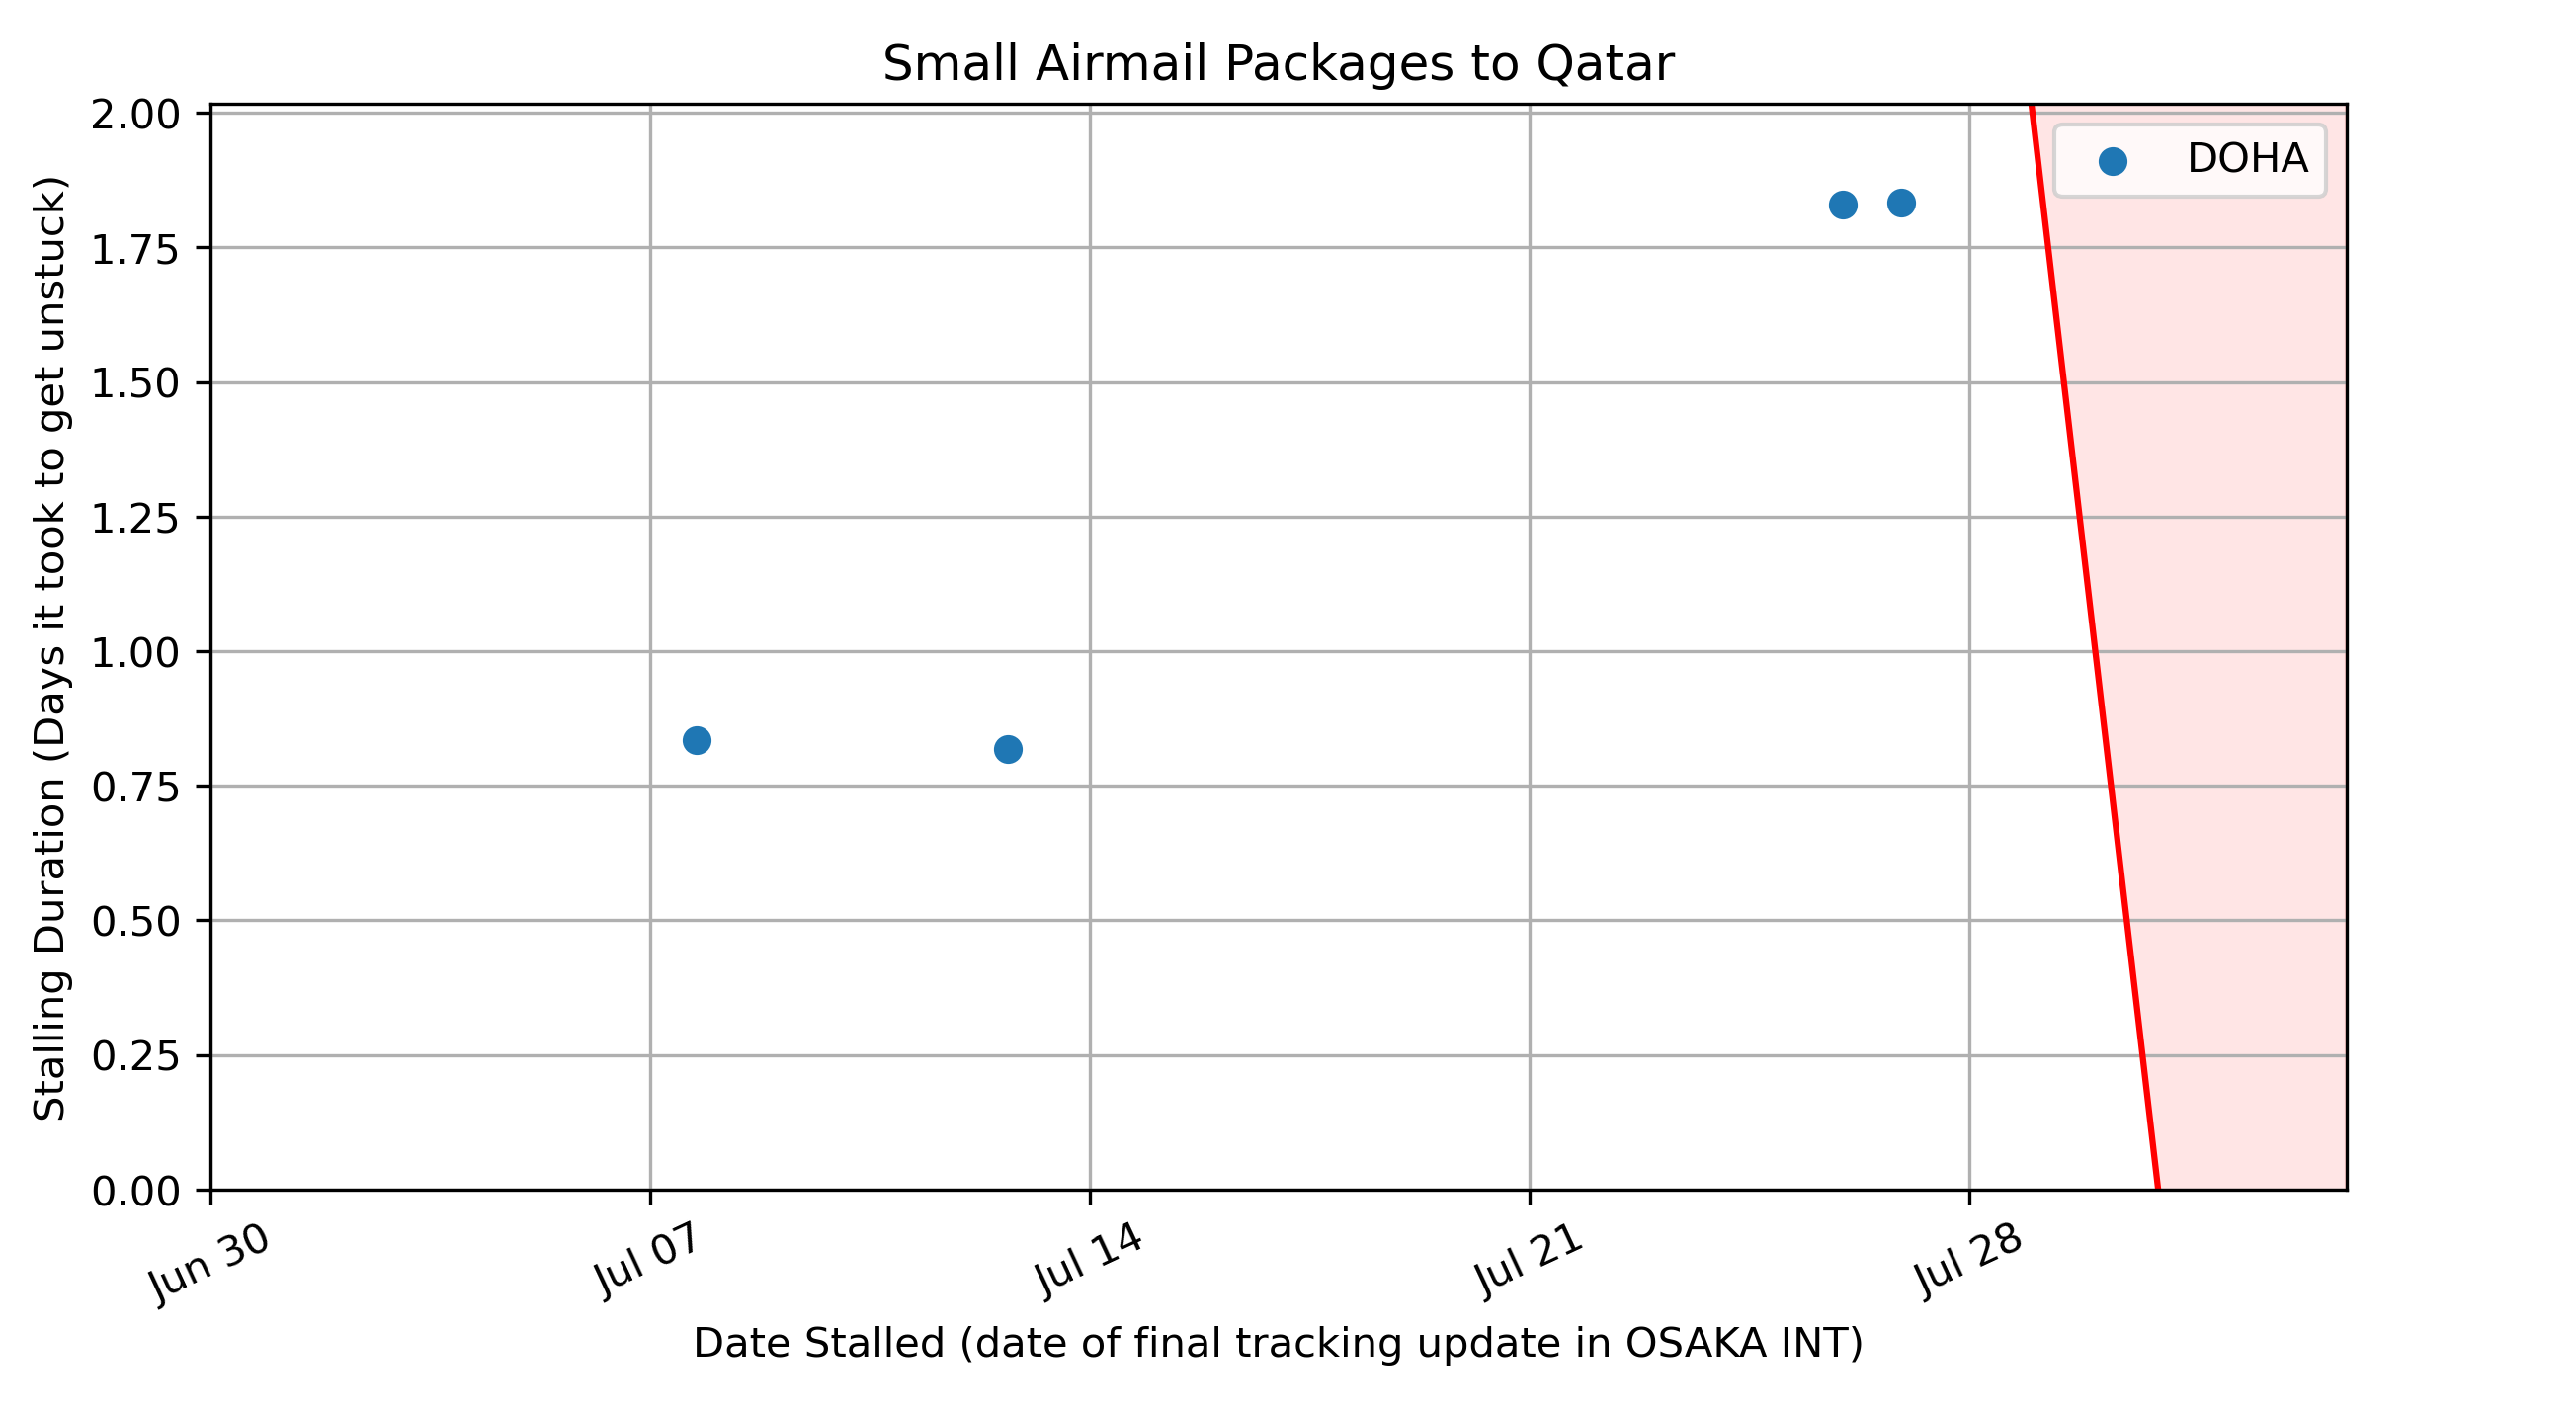 Small Airmail Packages to Qatar
DOHA
Stalling Duration (Days it took to get unstuck)
2.00
1.75
1.50
1.25
1.00
0.75
0.50
0.25
0.00
Jun 30
Jul 07
Jul 14
Jul 21
Jul 28
Date Stalled (date of final tracking update in OSAKA INT)